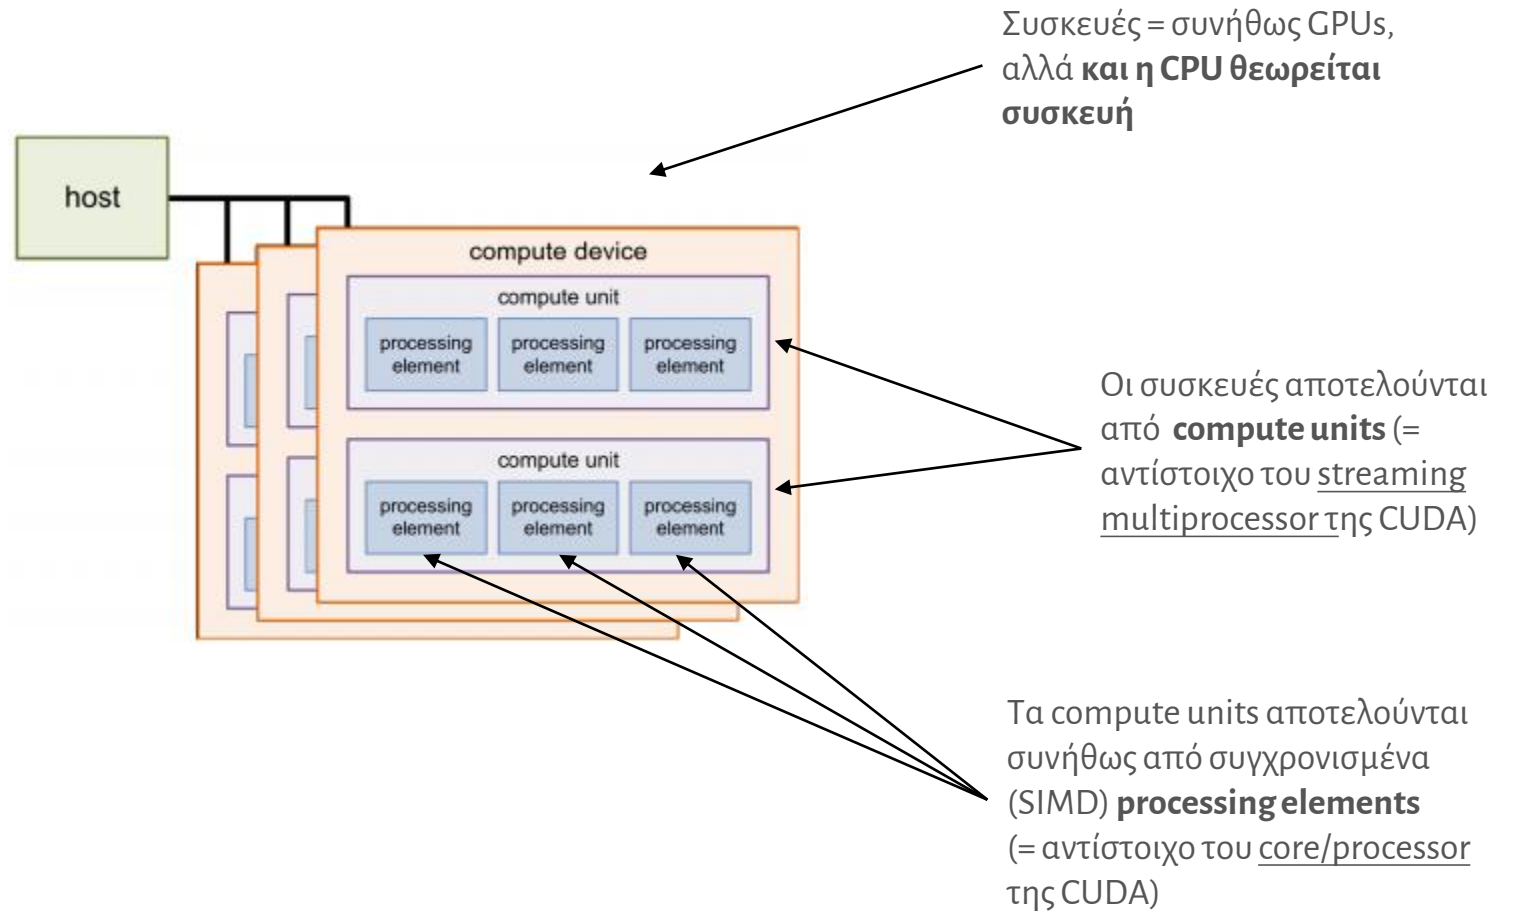 Συσκευές = συνήθως GPUs,
αλλά και η CPU θεωρείται
συσκευή
host
compute device
compute unit
processing
element
processing
element
processing
element
compute unit
processing
element
processing
element
processing
element
Οι συσκευές αποτελούνται
από compute units (=
αντίστοιχο του streaming
multiprocessor της CUDA)
Τα compute units αποτελούνται
συνήθως από συγχρονισμένα
(SIMD) processing elements
(= αντίστοιχο του core/processor
της CUDA)